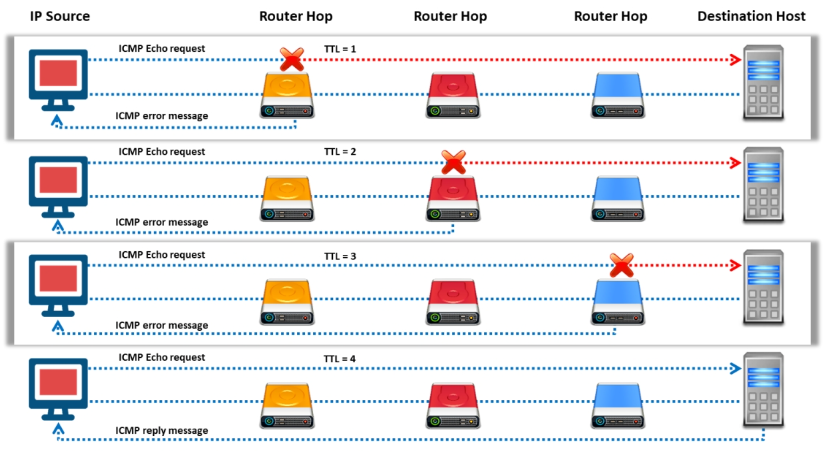 IP Source Router Hop Router Hop Router Hop Destination Host
ICMP Echo request TTL = 1
ICMP error message
ICMP Echo request TTL = 2
ICMP error message
ICMP Echo request TTL = 3
ICMP error message
ICMP Echo request TTL = 4
ICMP reply message